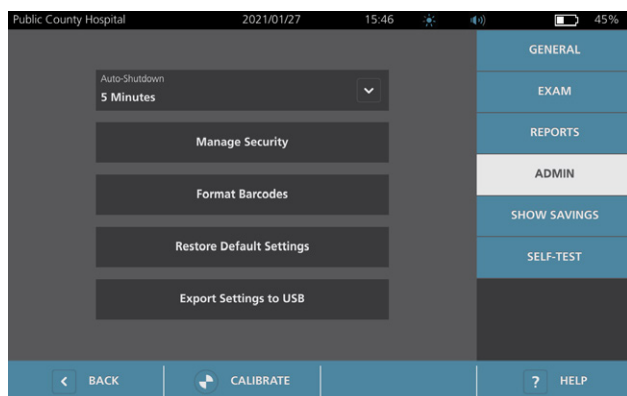 Public County Hospital 2021/01/27 15:46 45%
GENERAL
Auto-Shutdown
5 Minutes
EXAM
Manage Security
REPORTS
ADMIN
Format Barcodes
SHOW SAVINGS
Restore Default Settings
SELF-TEST
Export Settings to USB
BACK CALIBRATE ? HELP